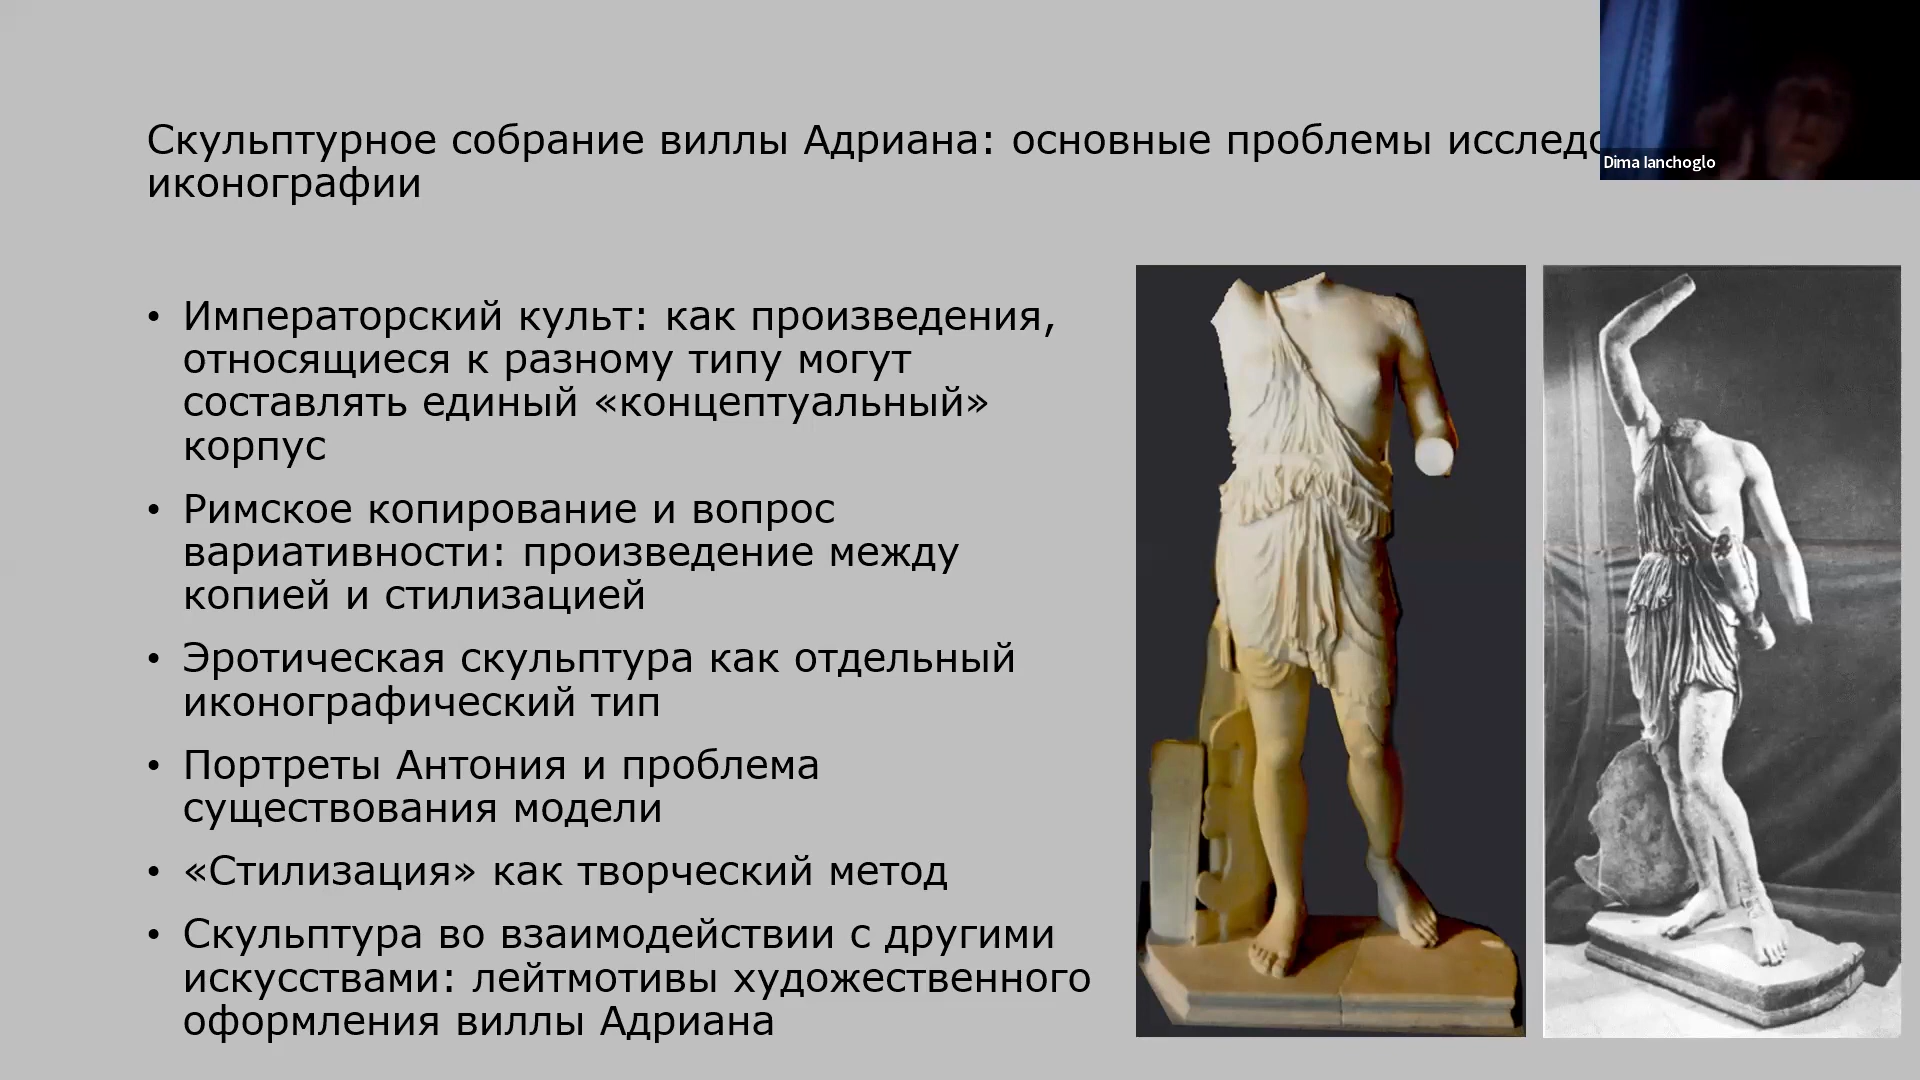 Скульптурное собрание виллы Адриана: основные проблемы
иконографии
Dima Ianchoglo
• Императорский культ: как произведения,
относящиеся к разному типу могут
составлять единый «концептуальный»
корпус
• Римское копирование и вопрос
вариативности: произведение между
копией и стилизацией
• Эротическая скульптура как отдельный
иконографический тип
• Портреты Антония и проблема
существования модели
• «Стилизация» как творческий метод
• Скульптура во взаимодействии с другими
искусствами: лейтмотивы художественного
оформления виллы Адриана